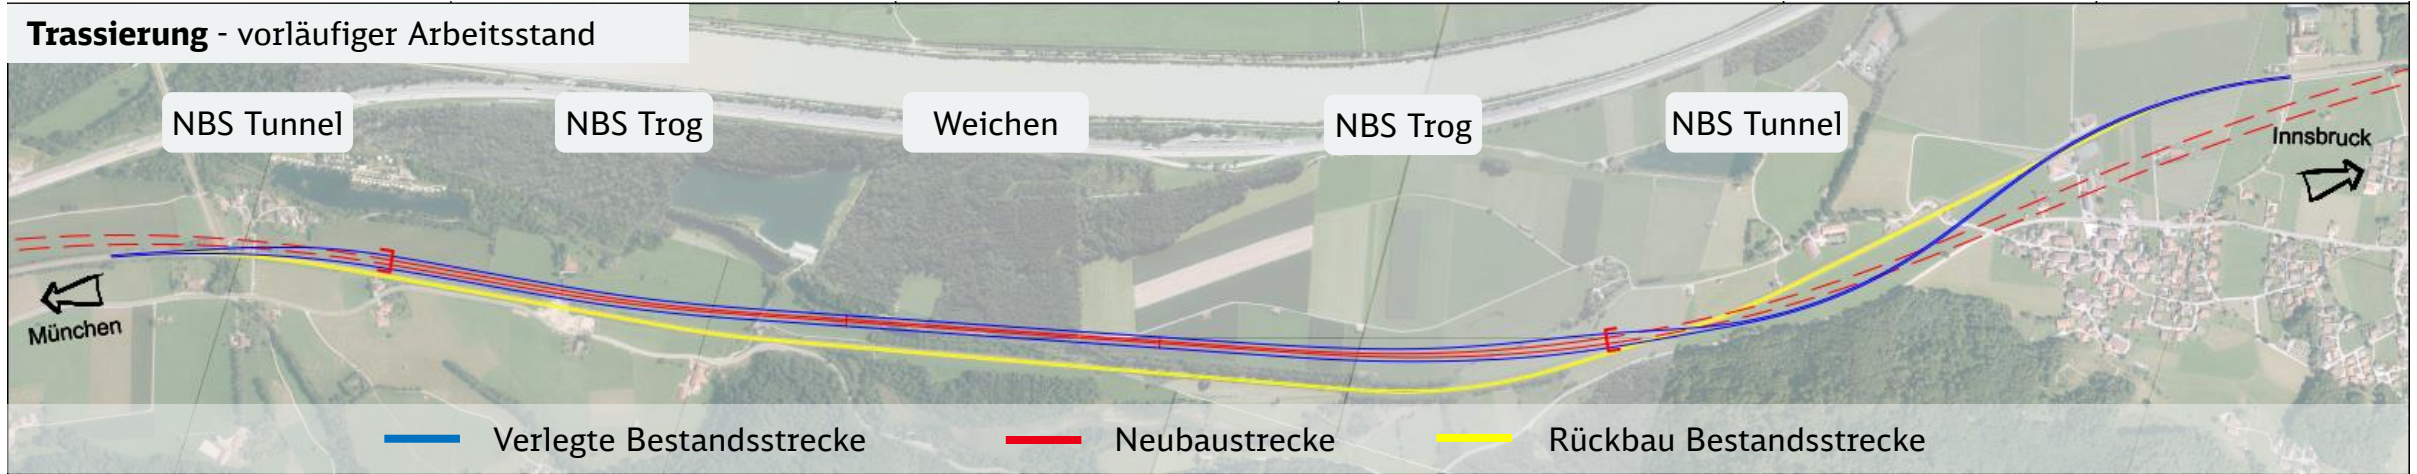 Trassierung - vorläufiger Arbeitsstand
NBS Tunnel
NBS Trog
Weichen
NBS Trog
NBS Tunnel
Innsbruck
München
Verlegte Bestandsstrecke
Neubaustrecke
Rückbau Bestandsstrecke